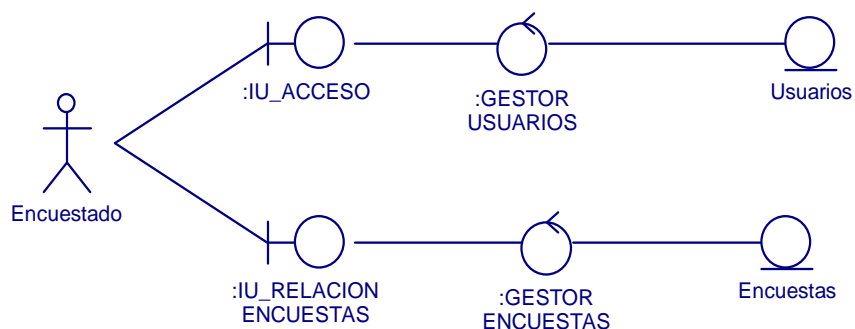 :IU_ACCESO
:GESTOR
USUARIOS
Usuarios
Encuestado
:IU_RELACION
ENCUESTAS
:GESTOR
ENCUESTAS
Encuestas